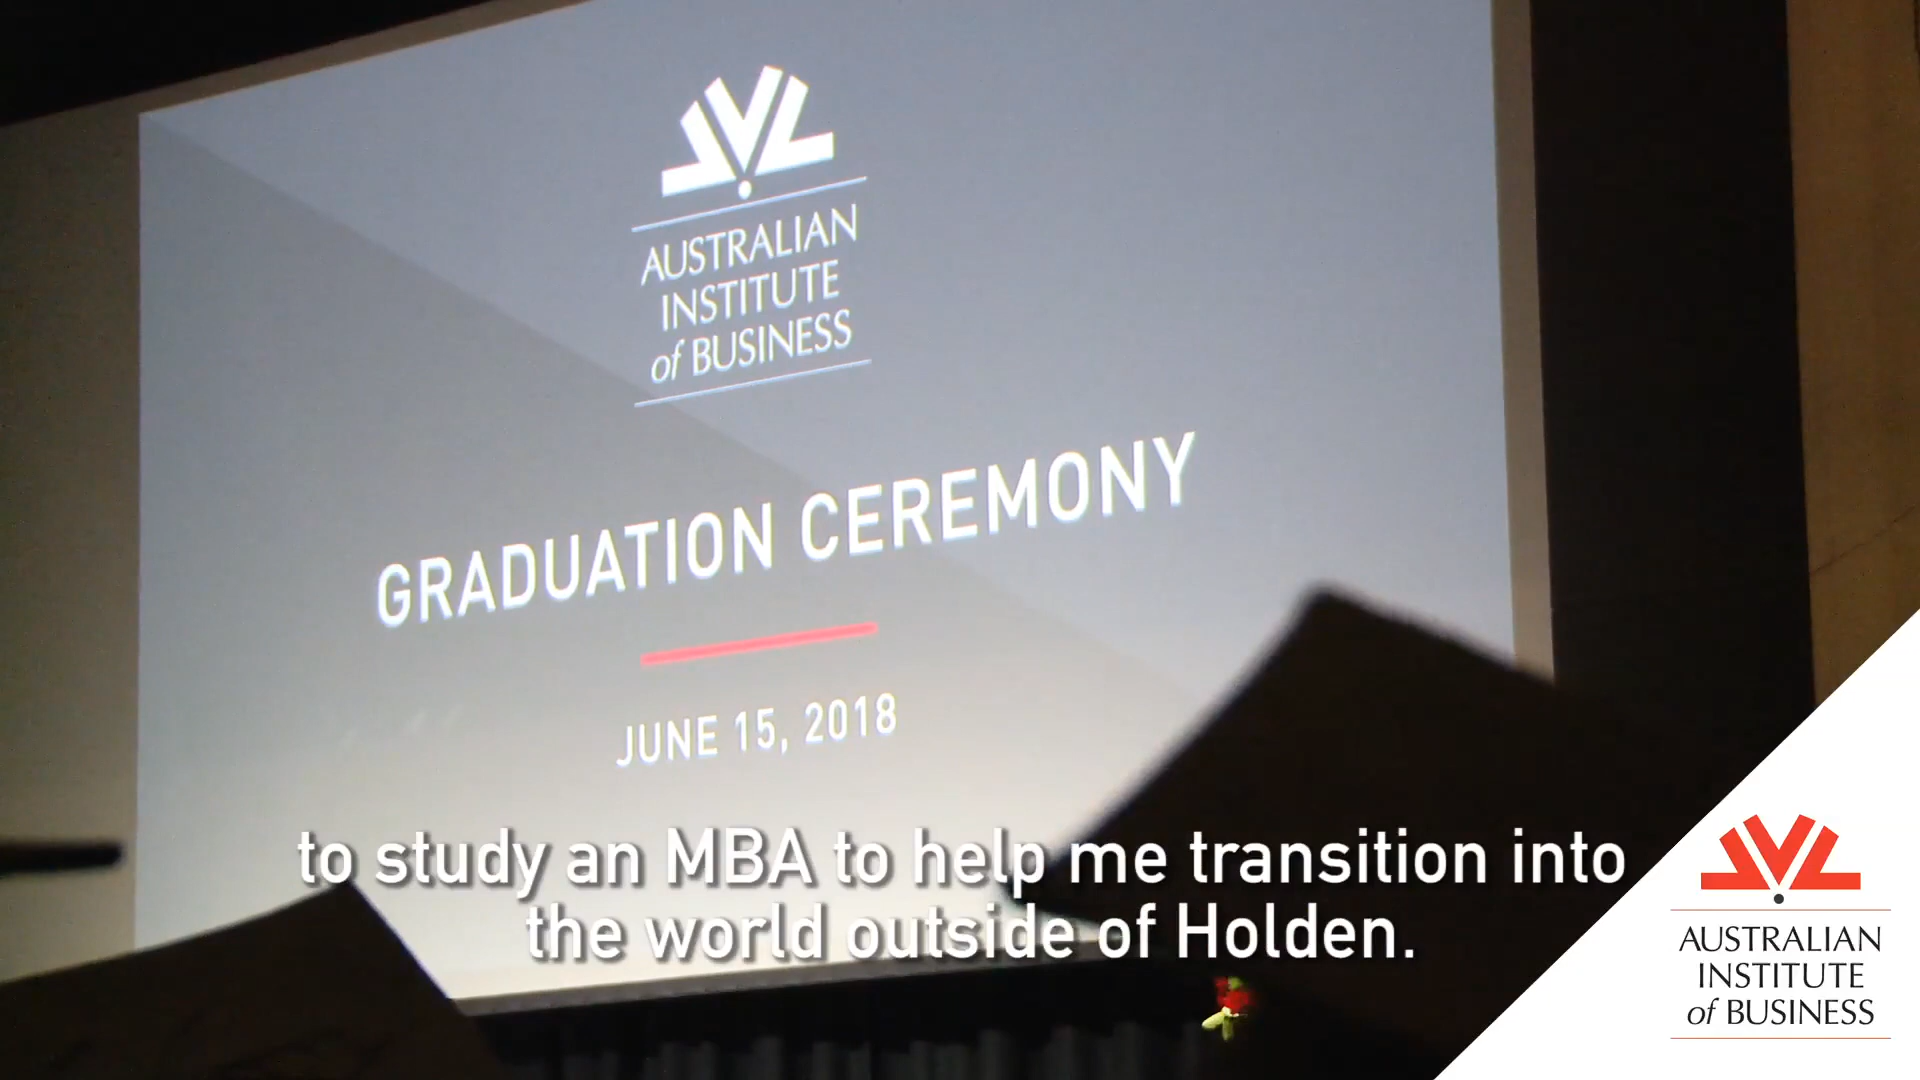 AUSTRALIAN
INSTITUTE
of BUSINESS
GRADUATION CEREMONY
JUNE 15, 2018
to study an MBA to help me transition into
the world outside of Holden.
AUSTRALIAN
INSTITUTE
of BUSINESS